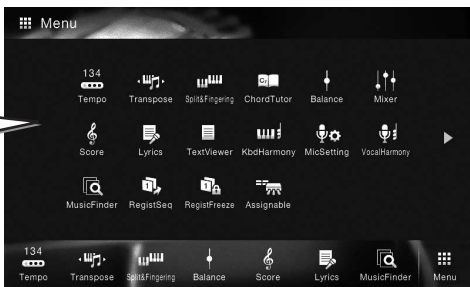 Menu
134
Tempo Transpose Split&Fingering ChordTutor Balance Mixer
Score Lyrics TextViewer KbdHarmony MicSetting VocalHarmony
MusicFinder RegistSeq RegistFreeze Assignable
134
Tempo Transpose Split&Fingering Balance Score Lyrics MusicFinder Menu